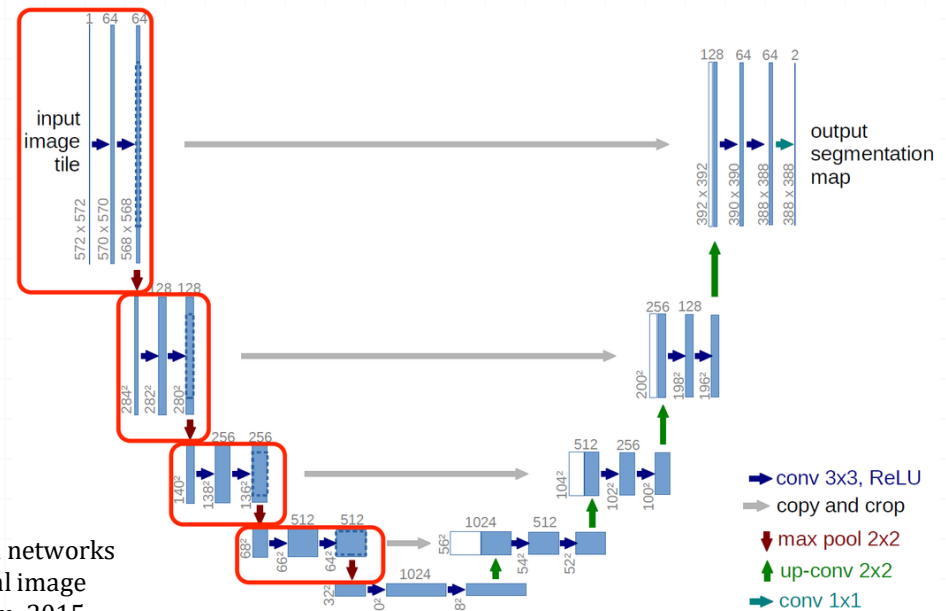 1 64 64
128 64 64 2
input
image
tile
output
segmentation
map
572 x 572
570 x 570
568 x 568
392 x 392
390 x 390
388 x 388
388 x 388
128 128
256 128
284²
282²
280²
200²
198²
196²
256 256
512 256
140²
138²
136²
104²
102²
100²
conv 3x3, ReLU
copy and crop
512 512
1024 512
max pool 2x2
networks
68²
66²
64²
56²
54²
52²
image
up-conv 2x2
1024
32²
2015
conv 1x1